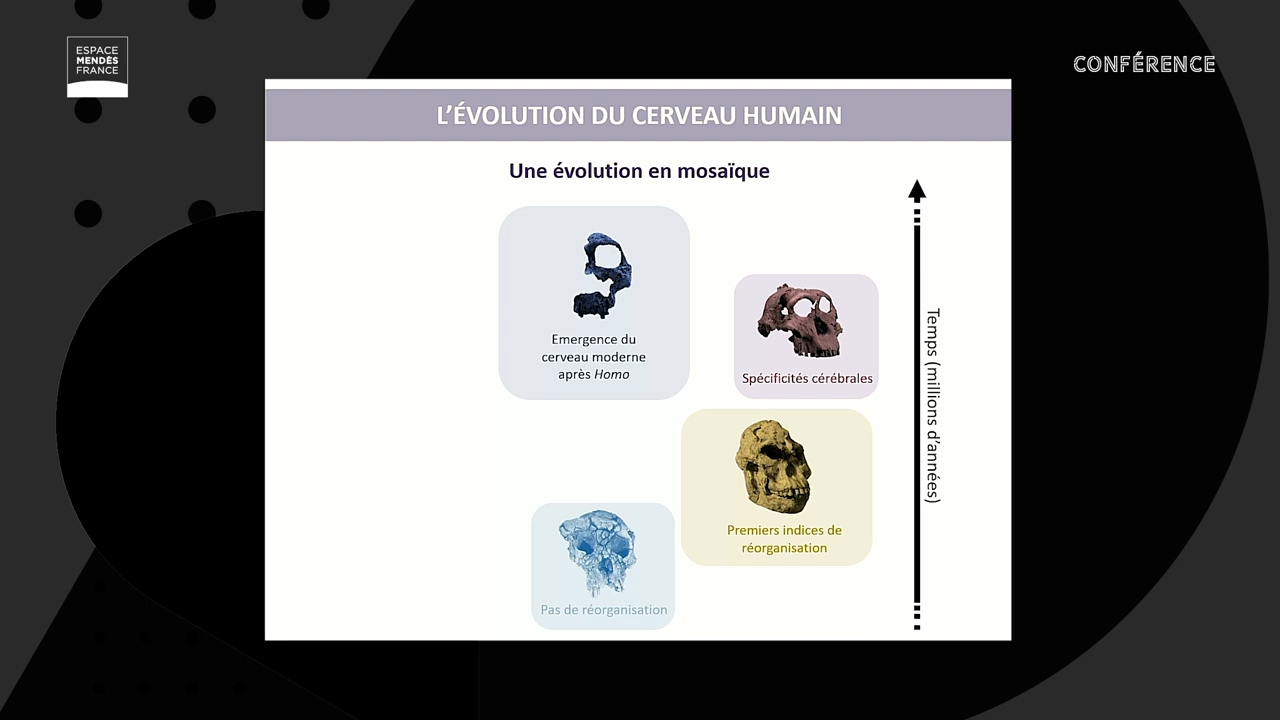 ESPACE
MENDÈS
FRANCE
CONFÉRENCE
L'ÉVOLUTION DU CERVEAU HUMAIN
Une évolution en mosaïque
Emergence du
cerveau moderne
après Homo
Spécificités cérébrales
Premiers indices de
réorganisation
Pas de réorganisation
Temps (millions d'années)